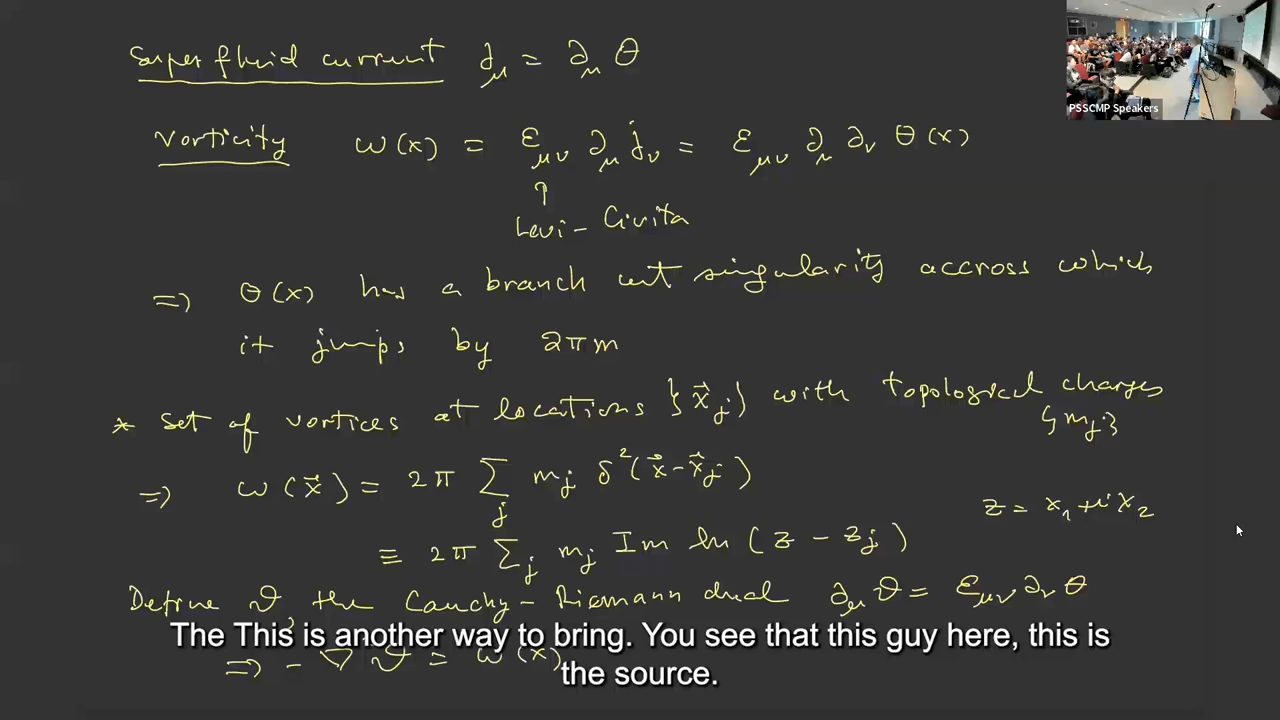 Superfluid current j_μ = ∂_μ θ
PSSCMP Speakers
Vorticity ω(x) = ε_μν ∂_μ j_ν = ε_μν ∂_μ ∂_ν θ(x)
↑
Levi-Civita
⇒ θ(x) has a branch cut singularity accross which
it jumps by 2πm
* Set of vortices at locations {x⃗_j} with topological charges
{m_j}
⇒ ω(x⃗) = 2π Σ_j m_j δ²(x⃗-x⃗_j)
z = x₁+ix₂
≡ 2π Σ_j m_j Im ln(z - z_j)
Define ϑ, the Cauchy-Riemann dual ∂_μ ϑ = ε_μν ∂_ν θ
⇒ -∇ ϑ = ω(x)
The This is another way to bring. You see that this guy here, this is
the source.